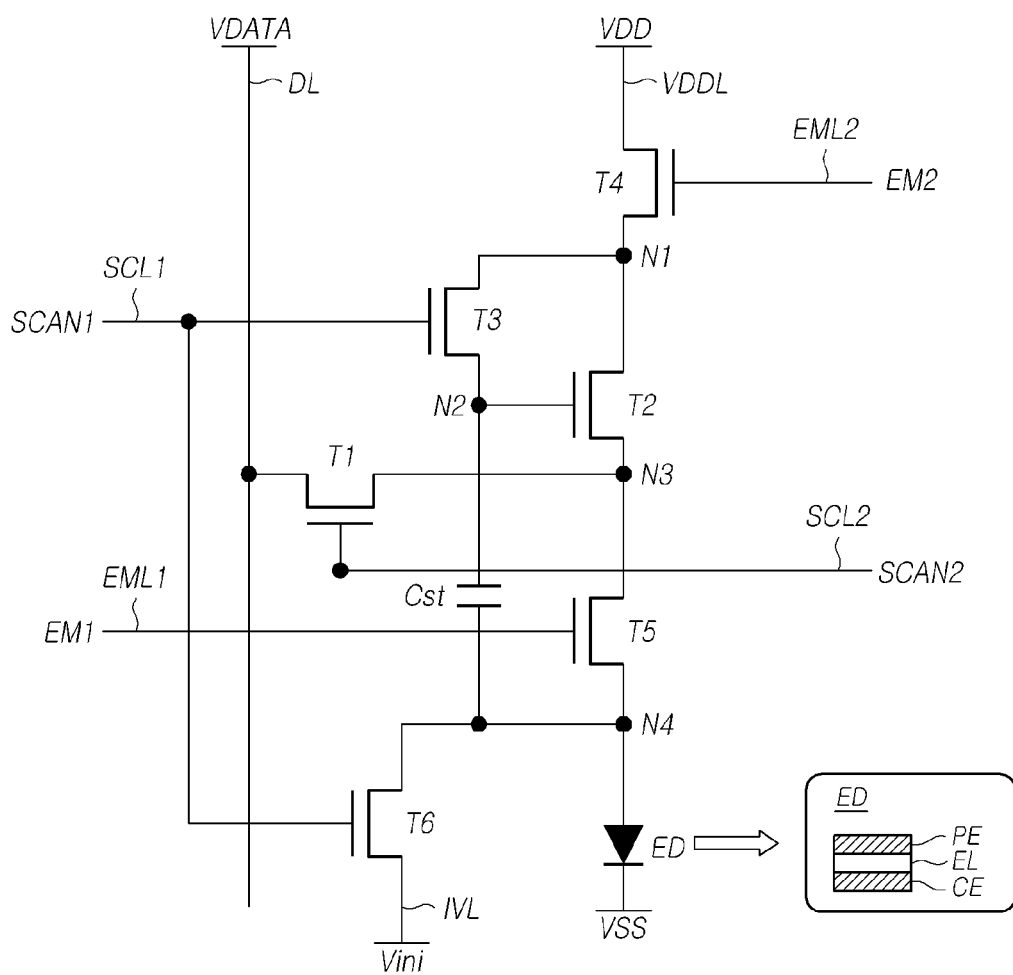 VDATA
VDD
DL
VDDL
EML2
T4
EM2
N1
SCL1
SCAN1
T3
N2
T2
T1
N3
SCL2
SCAN2
EML1
Cst
EM1
T5
N4
T6
ED
ED
PE
EL
CE
IVL
VSS
Vini